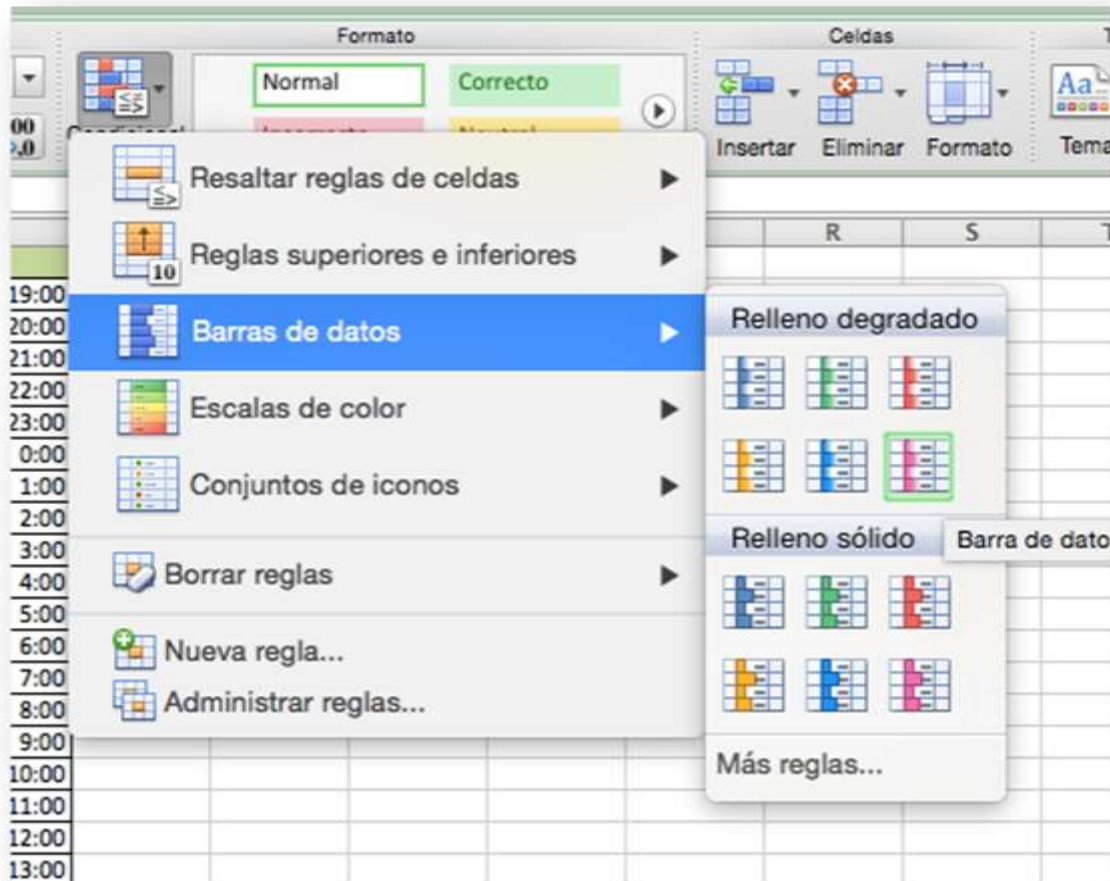 Formato
Celdas
Normal
Correcto
Insertar
Eliminar
Formato
Resaltar reglas de celdas
Reglas superiores e inferiores
10
Barras de datos
Escalas de color
Conjuntos de iconos
Borrar reglas
Nueva regla...
Administrar reglas...
Relleno degradado
Relleno sólido
Barra de dato
Más reglas...
R
S
19:00
20:00
21:00
22:00
23:00
0:00
1:00
2:00
3:00
4:00
5:00
6:00
7:00
8:00
9:00
10:00
11:00
12:00
13:00